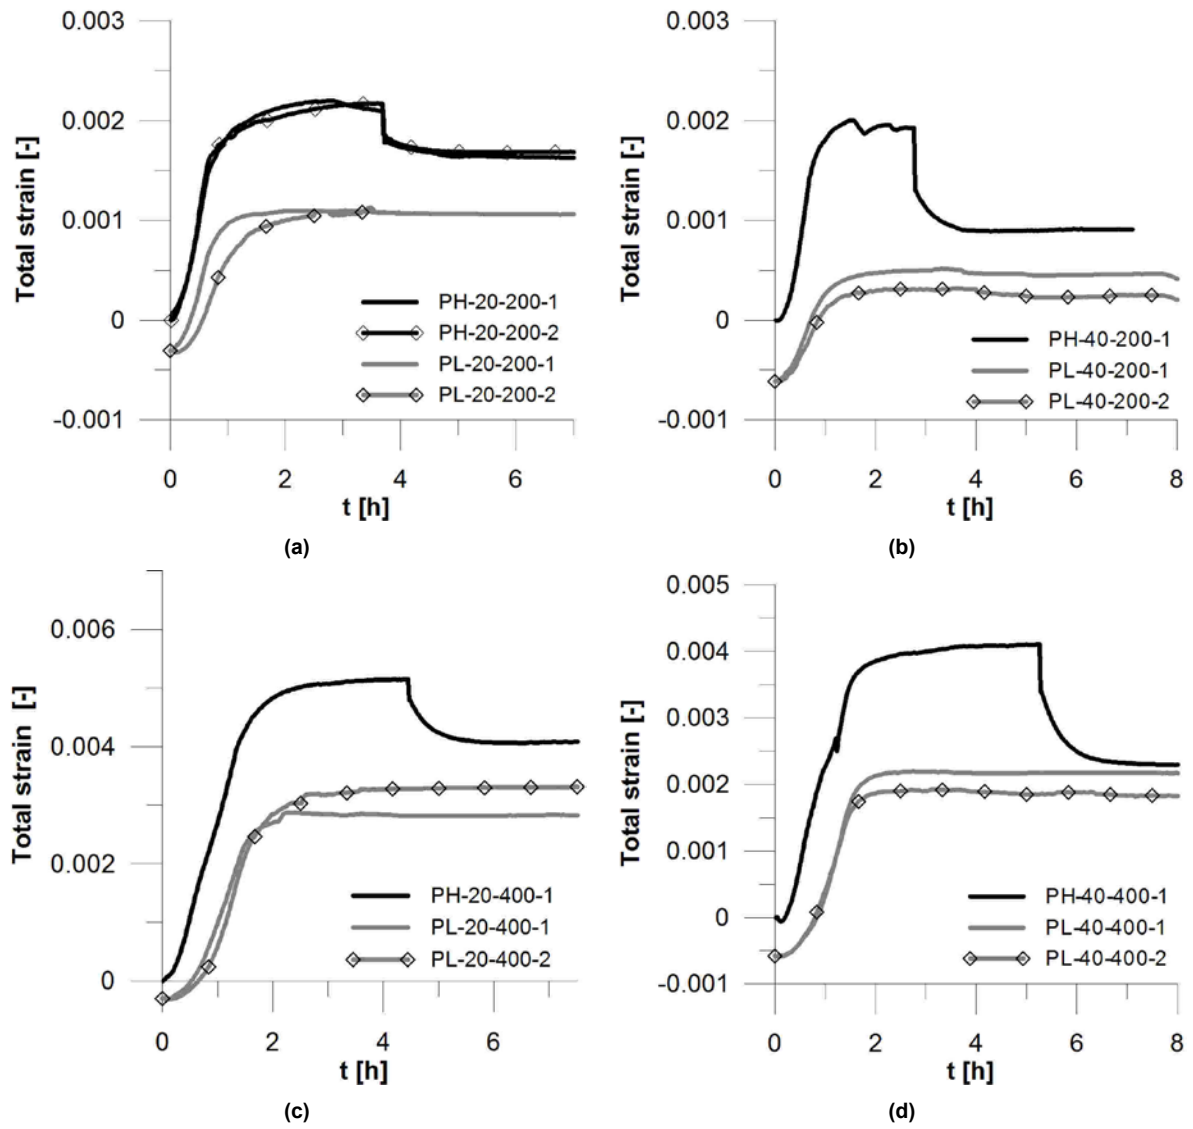 0.003
0.002
0.001
0
-0.001
Total strain [-]
PH-20-200-1
PH-20-200-2
PL-20-200-1
PL-20-200-2
0 2 4 6
t [h]
(a)
0.003
0.002
0.001
0
-0.001
Total strain [-]
PH-40-200-1
PL-40-200-1
PL-40-200-2
0 2 4 6 8
t [h]
(b)
0.006
0.004
0.002
0
Total strain [-]
PH-20-400-1
PL-20-400-1
PL-20-400-2
0 2 4 6
t [h]
(c)
0.005
0.004
0.003
0.002
0.001
0
-0.001
Total strain [-]
PH-40-400-1
PL-40-400-1
PL-40-400-2
0 2 4 6 8
t [h]
(d)